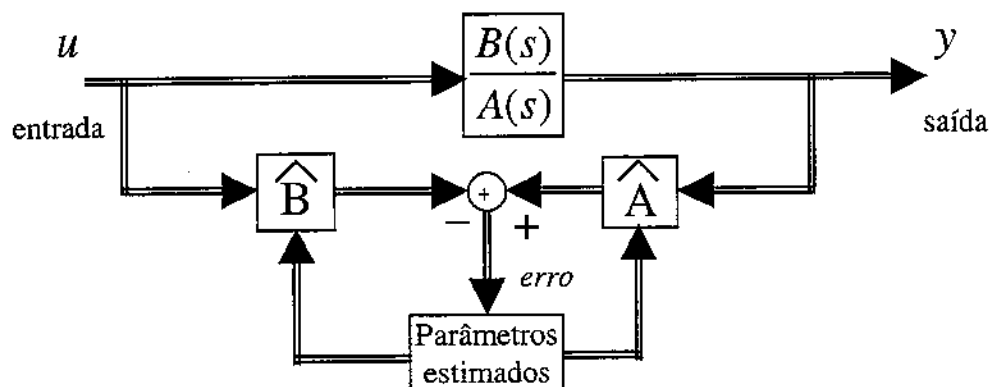 u
B(s)
A(s)
y
entrada
saída
B̂
+
Â
−
+
erro
Parâmetros
estimados